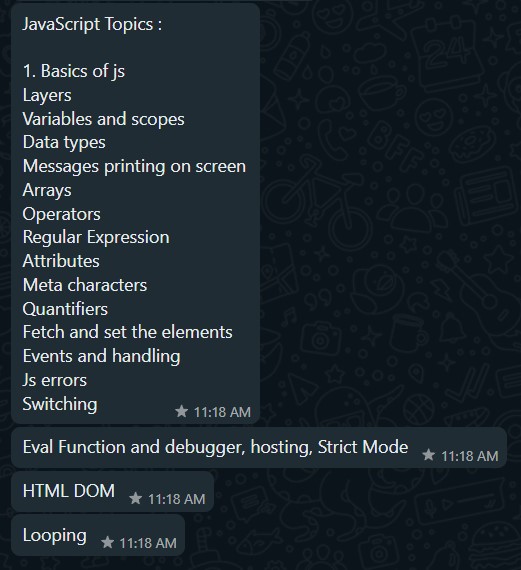 JavaScript Topics :
1. Basics of js
Layers
Variables and scopes
Data types
Messages printing on screen
Arrays
Operators
Regular Expression
Attributes
Meta characters
Quantifiers
Fetch and set the elements
Events and handling
Js errors
Switching
11:18 AM
Eval Function and debugger, hosting, Strict Mode
11:18 AM
HTML DOM
11:18 AM
Looping
11:18 AM
24
BFF